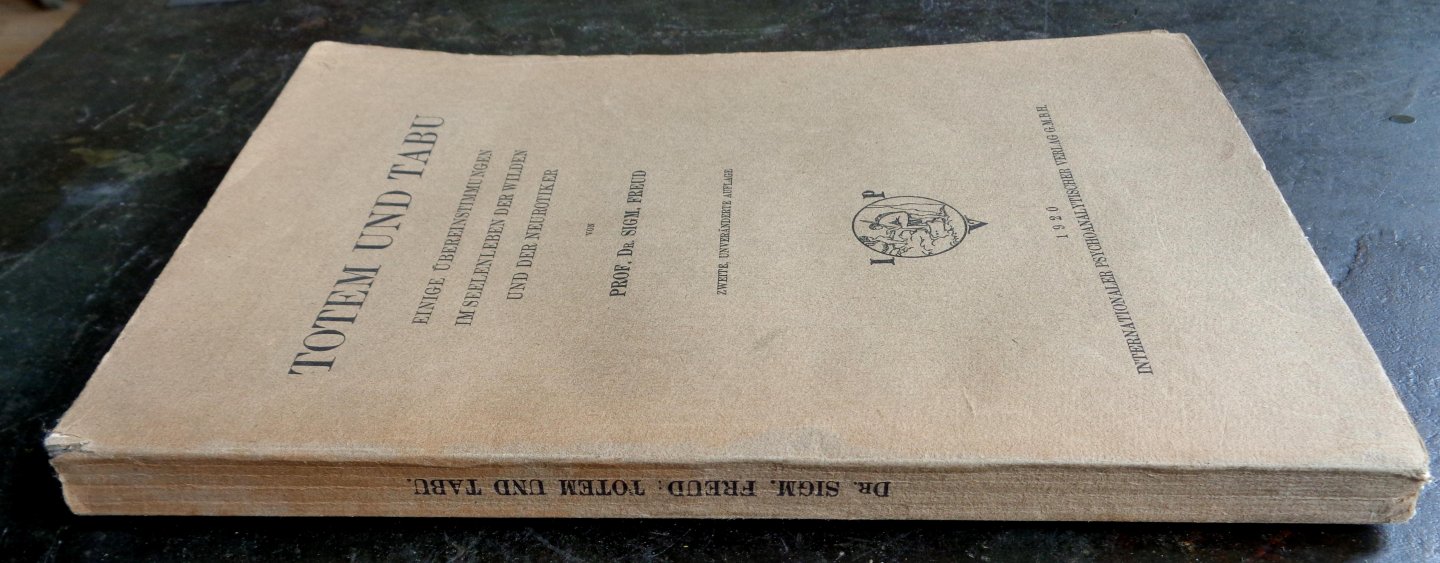 TOTEM UND TABU
EINIGE ÜBEREINSTIMMUNGEN
IM SEELENLEBEN DER WILDEN
UND DER NEUROTIKER
VON
PROF. DR. SIGM. FREUD
ZWEITE, UNVERÄNDERTE AUFLAGE
I P V
1920
INTERNATIONALER PSYCHOANALYTISCHER VERLAG G.M.B.H.
DR. SIGM. FREUD: TOTEM UND TABU.